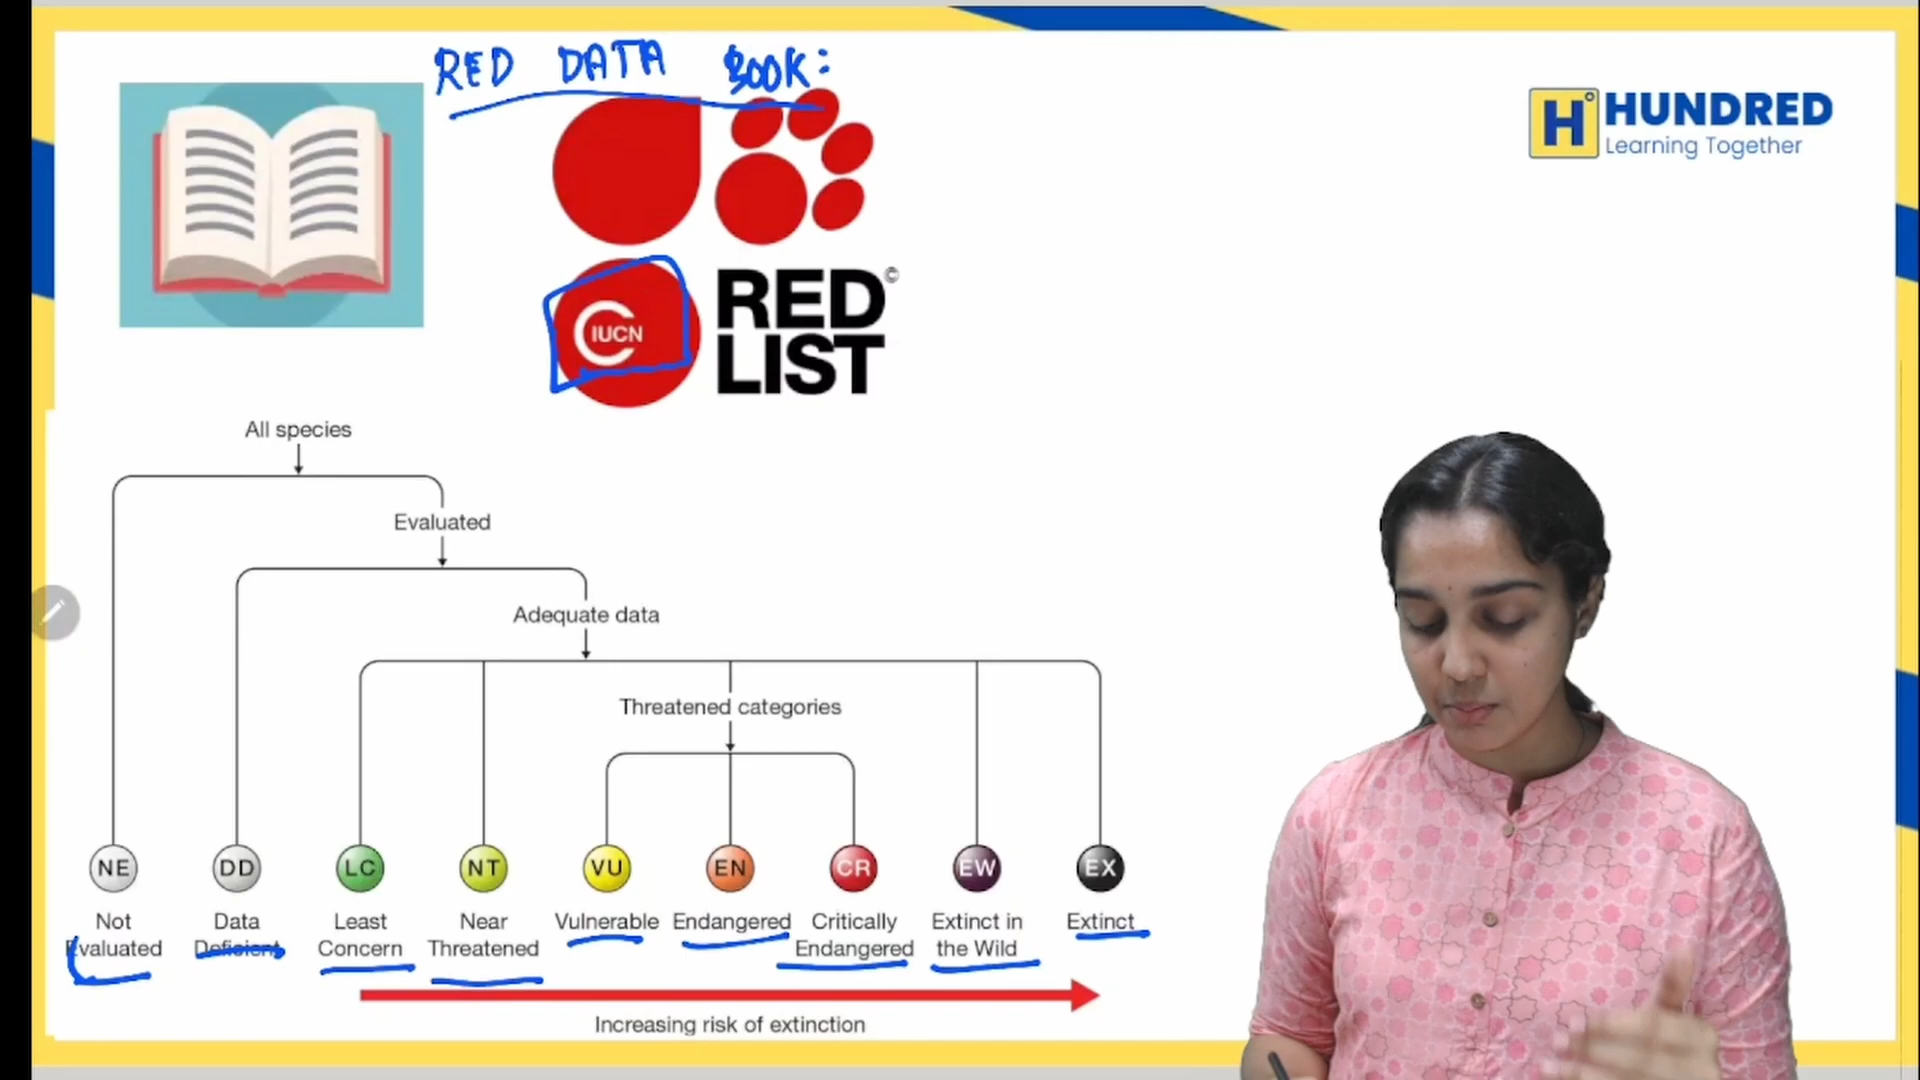 RED DATA BOOK:
H° HUNDRED
Learning Together
IUCN
RED ©
LIST
All species
Evaluated
Adequate data
Threatened categories
NE DD LC NT VU EN CR EW EX
Not Evaluated
Data Deficient
Least Concern
Near Threatened
Vulnerable
Endangered
Critically Endangered
Extinct in the Wild
Extinct
Increasing risk of extinction